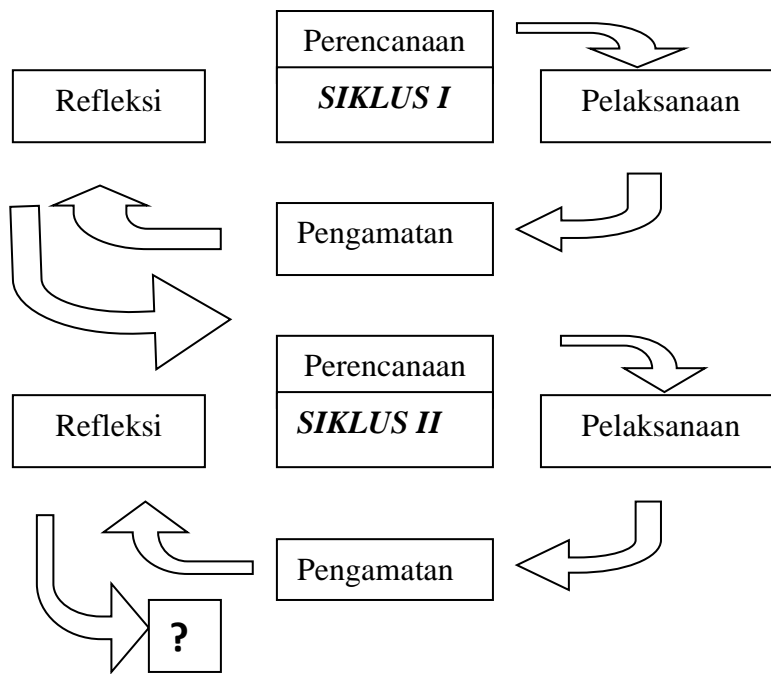 Perencanaan
Refleksi
SIKLUS I
Pelaksanaan
Pengamatan
Perencanaan
Refleksi
SIKLUS II
Pelaksanaan
Pengamatan
?